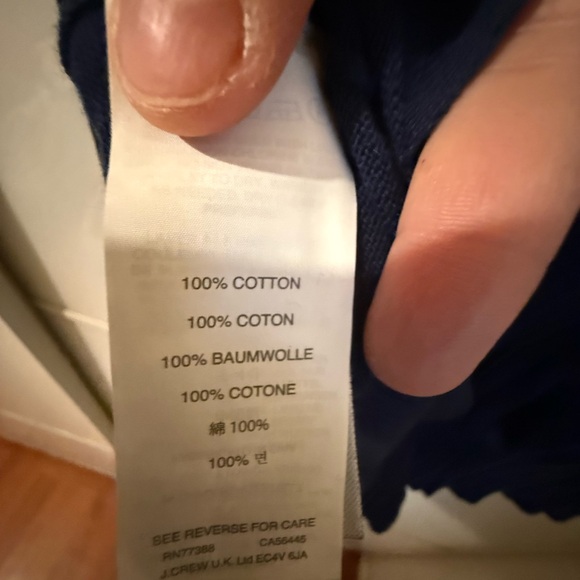 100% COTTON
100% COTON
100% BAUMWOLLE
100% COTONE
綿 100%
100% 면
SEE REVERSE FOR CARE
RN77388 CA56445
J.CREW U.K. Ltd EC4V 6JA